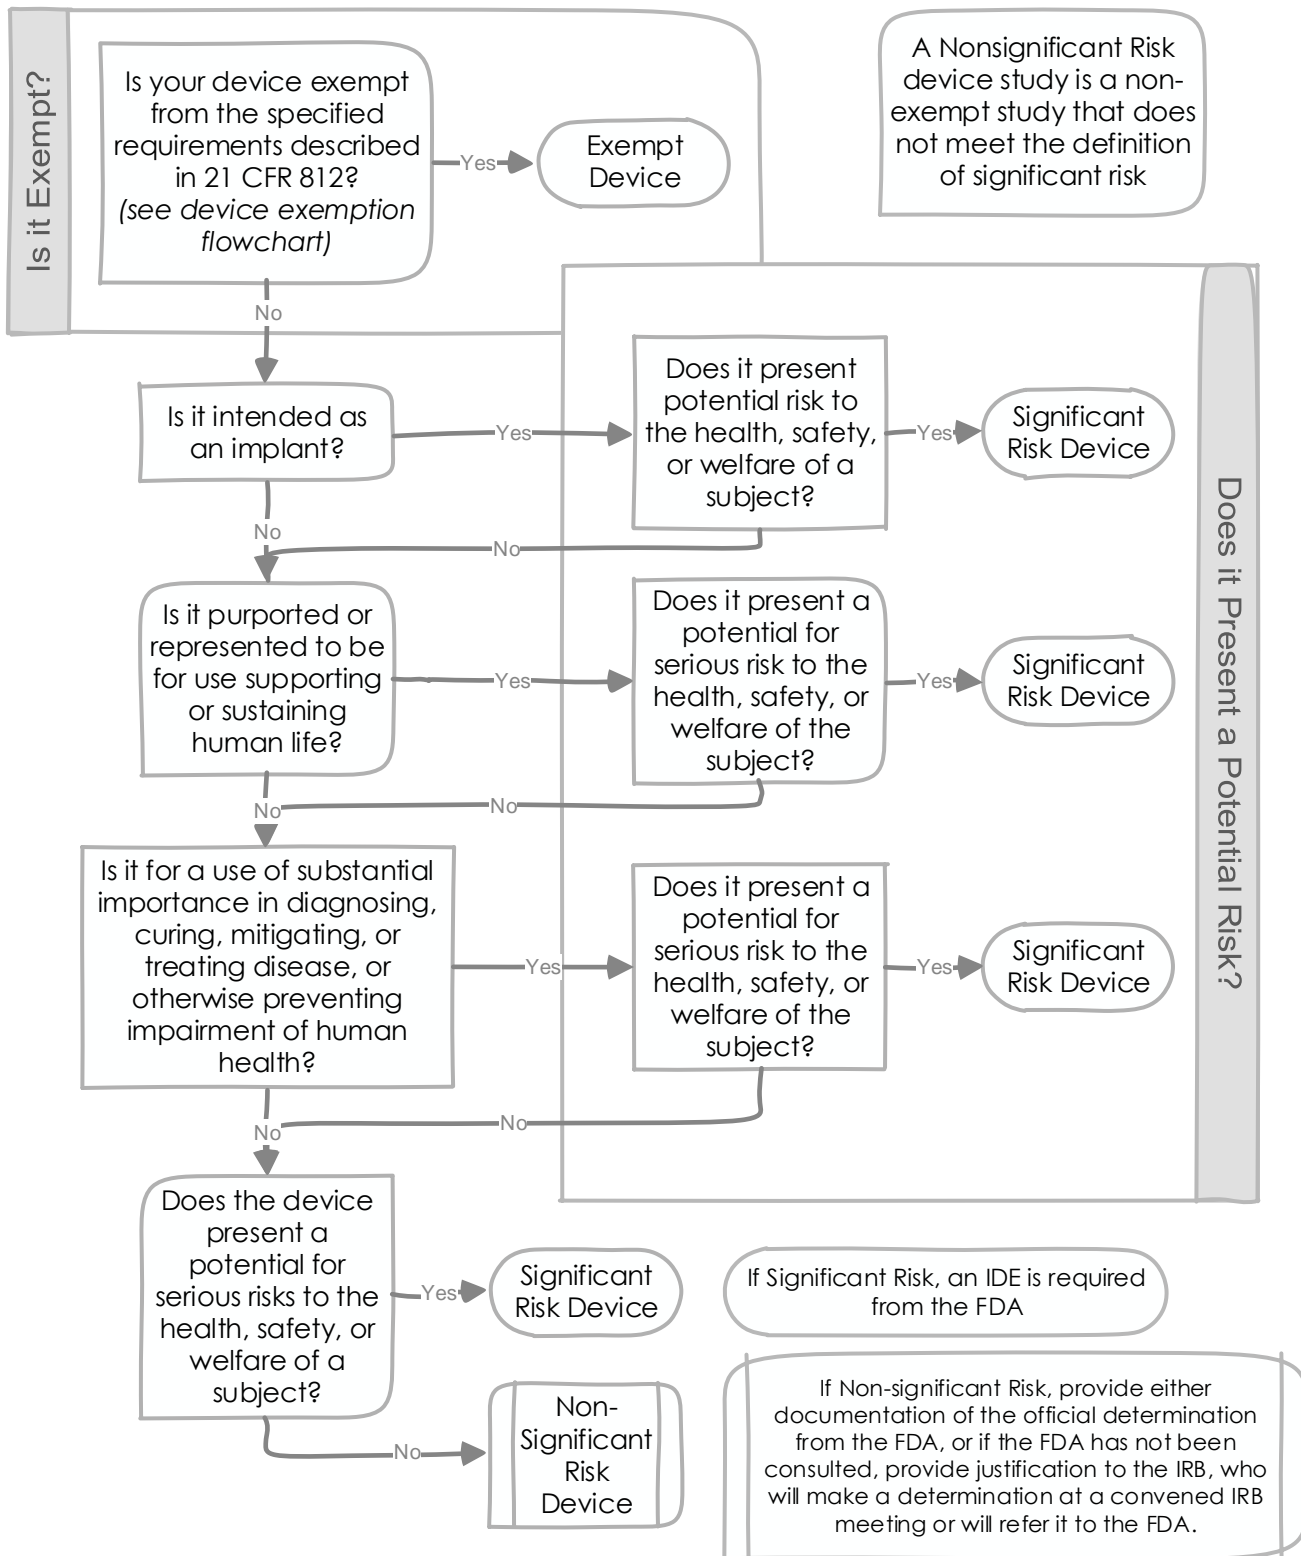 Is it Exempt?
Is your device exempt
from the specified
requirements described
in 21 CFR 812?
(see device exemption
flowchart)
Yes
Exempt
Device
A Nonsignificant Risk
device study is a non-
exempt study that does
not meet the definition
of significant risk
No
Is it intended as
an implant?
Yes
Does it present
potential risk to
the health, safety,
or welfare of a
subject?
Yes
Significant
Risk Device
Does it Present a Potential Risk?
No
No
Is it purported or
represented to be
for use supporting
or sustaining
human life?
Yes
Does it present a
potential for
serious risk to the
health, safety, or
welfare of the
subject?
Yes
Significant
Risk Device
No
No
Is it for a use of substantial
importance in diagnosing,
curing, mitigating, or
treating disease, or
otherwise preventing
impairment of human
health?
Yes
Does it present a
potential for
serious risk to the
health, safety, or
welfare of the
subject?
Yes
Significant
Risk Device
No
No
Does the device
present a
potential for
serious risks to the
health, safety, or
welfare of a
subject?
Yes
Significant
Risk Device
If Significant Risk, an IDE is required
from the FDA
No
Non-
Significant
Risk
Device
If Non-significant Risk, provide either
documentation of the official determination
from the FDA, or if the FDA has not been
consulted, provide justification to the IRB, who
will make a determination at a convened IRB
meeting or will refer it to the FDA.